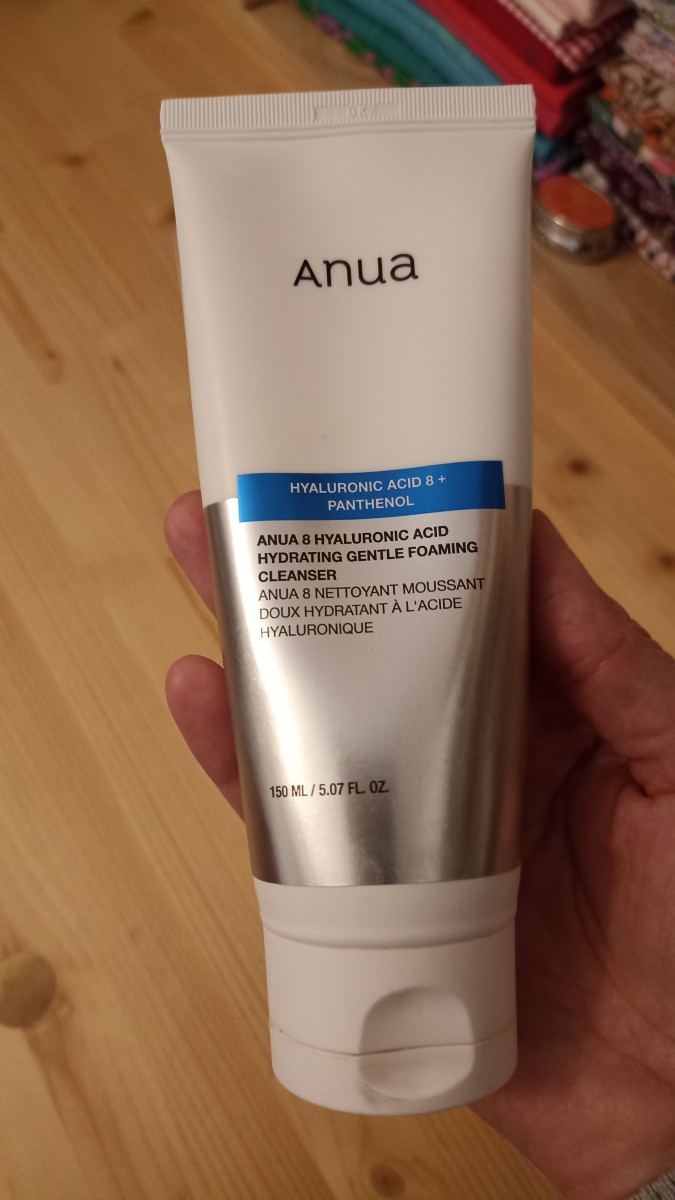 Anua
HYALURONIC ACID 8 +
PANTHENOL
ANUA 8 HYALURONIC ACID
HYDRATING GENTLE FOAMING
CLEANSER
ANUA 8 NETTOYANT MOUSSANT
DOUX HYDRATANT À L'ACIDE
HYALURONIQUE
150 ML / 5.07 FL. OZ.